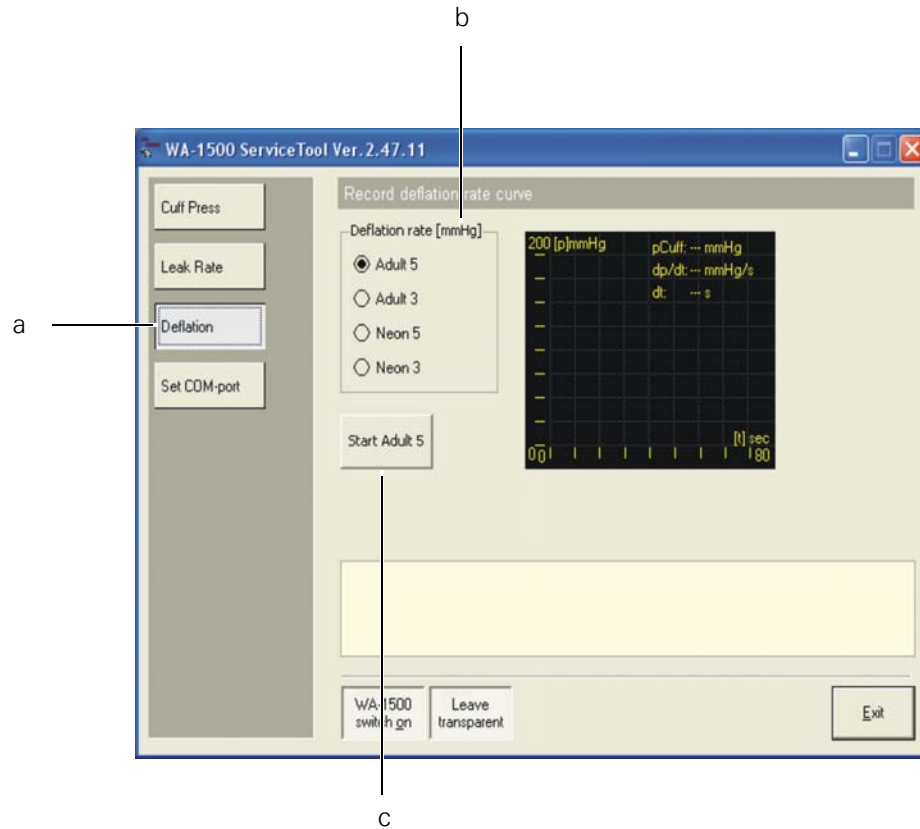 b
WA-1500 ServiceTool Ver.2.47.11
Cuff Press
Leak Rate
a
Deflation
Set COM-port
Record deflation rate curve
Deflation rate [mmHg]
Adult 5
Adult 3
Neon 5
Neon 3
Start Adult 5
200 [p]mmHg
pCuff: --- mmHg
dp/dt: --- mmHg/s
dt: --- s
[t] sec
0 0 80
WA-1500
switch on
Leave
transparent
Exit
c